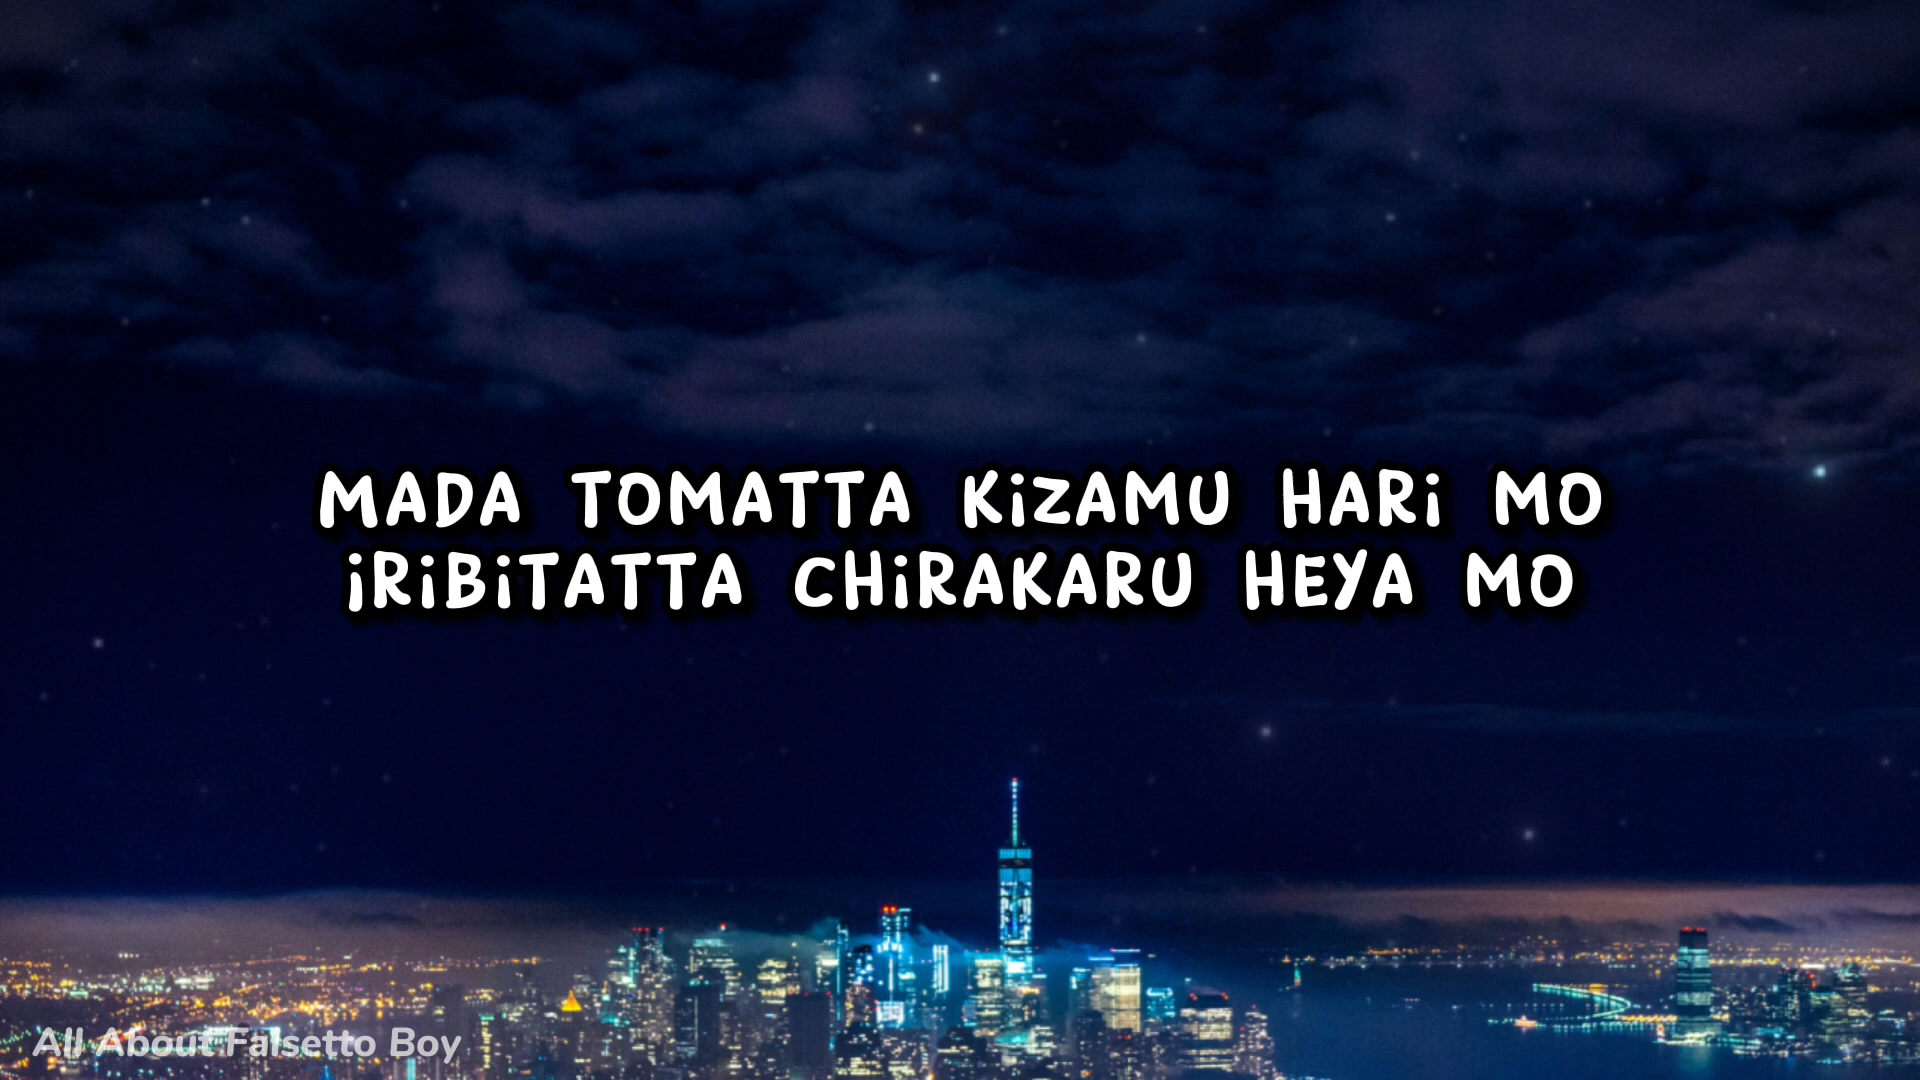 MADA TOMATTA KiZAMU HARi MO
iRiBiTATTA CHiRAKARU HEYA MO
All About Falsetto Boy